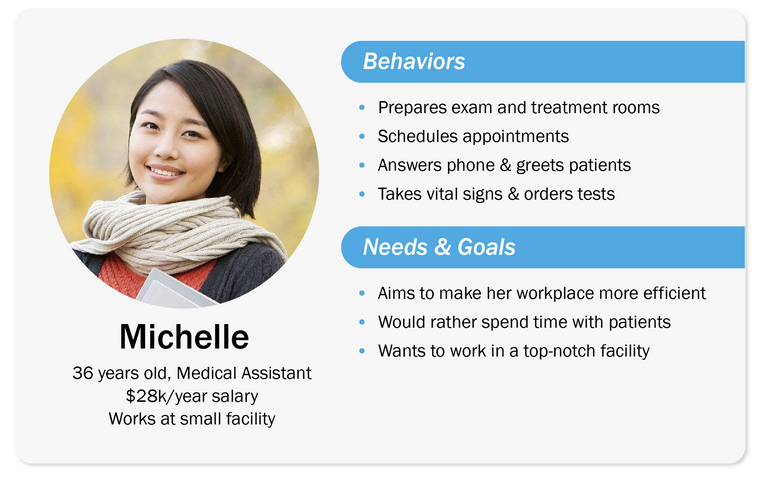 Behaviors
Prepares exam and treatment rooms
Schedules appointments
Answers phone & greets patients
Takes vital signs & orders tests
Needs & Goals
Aims to make her workplace more efficient
Would rather spend time with patients
Wants to work in a top-notch facility
Michelle
36 years old, Medical Assistant
$28k/year salary
Works at small facility